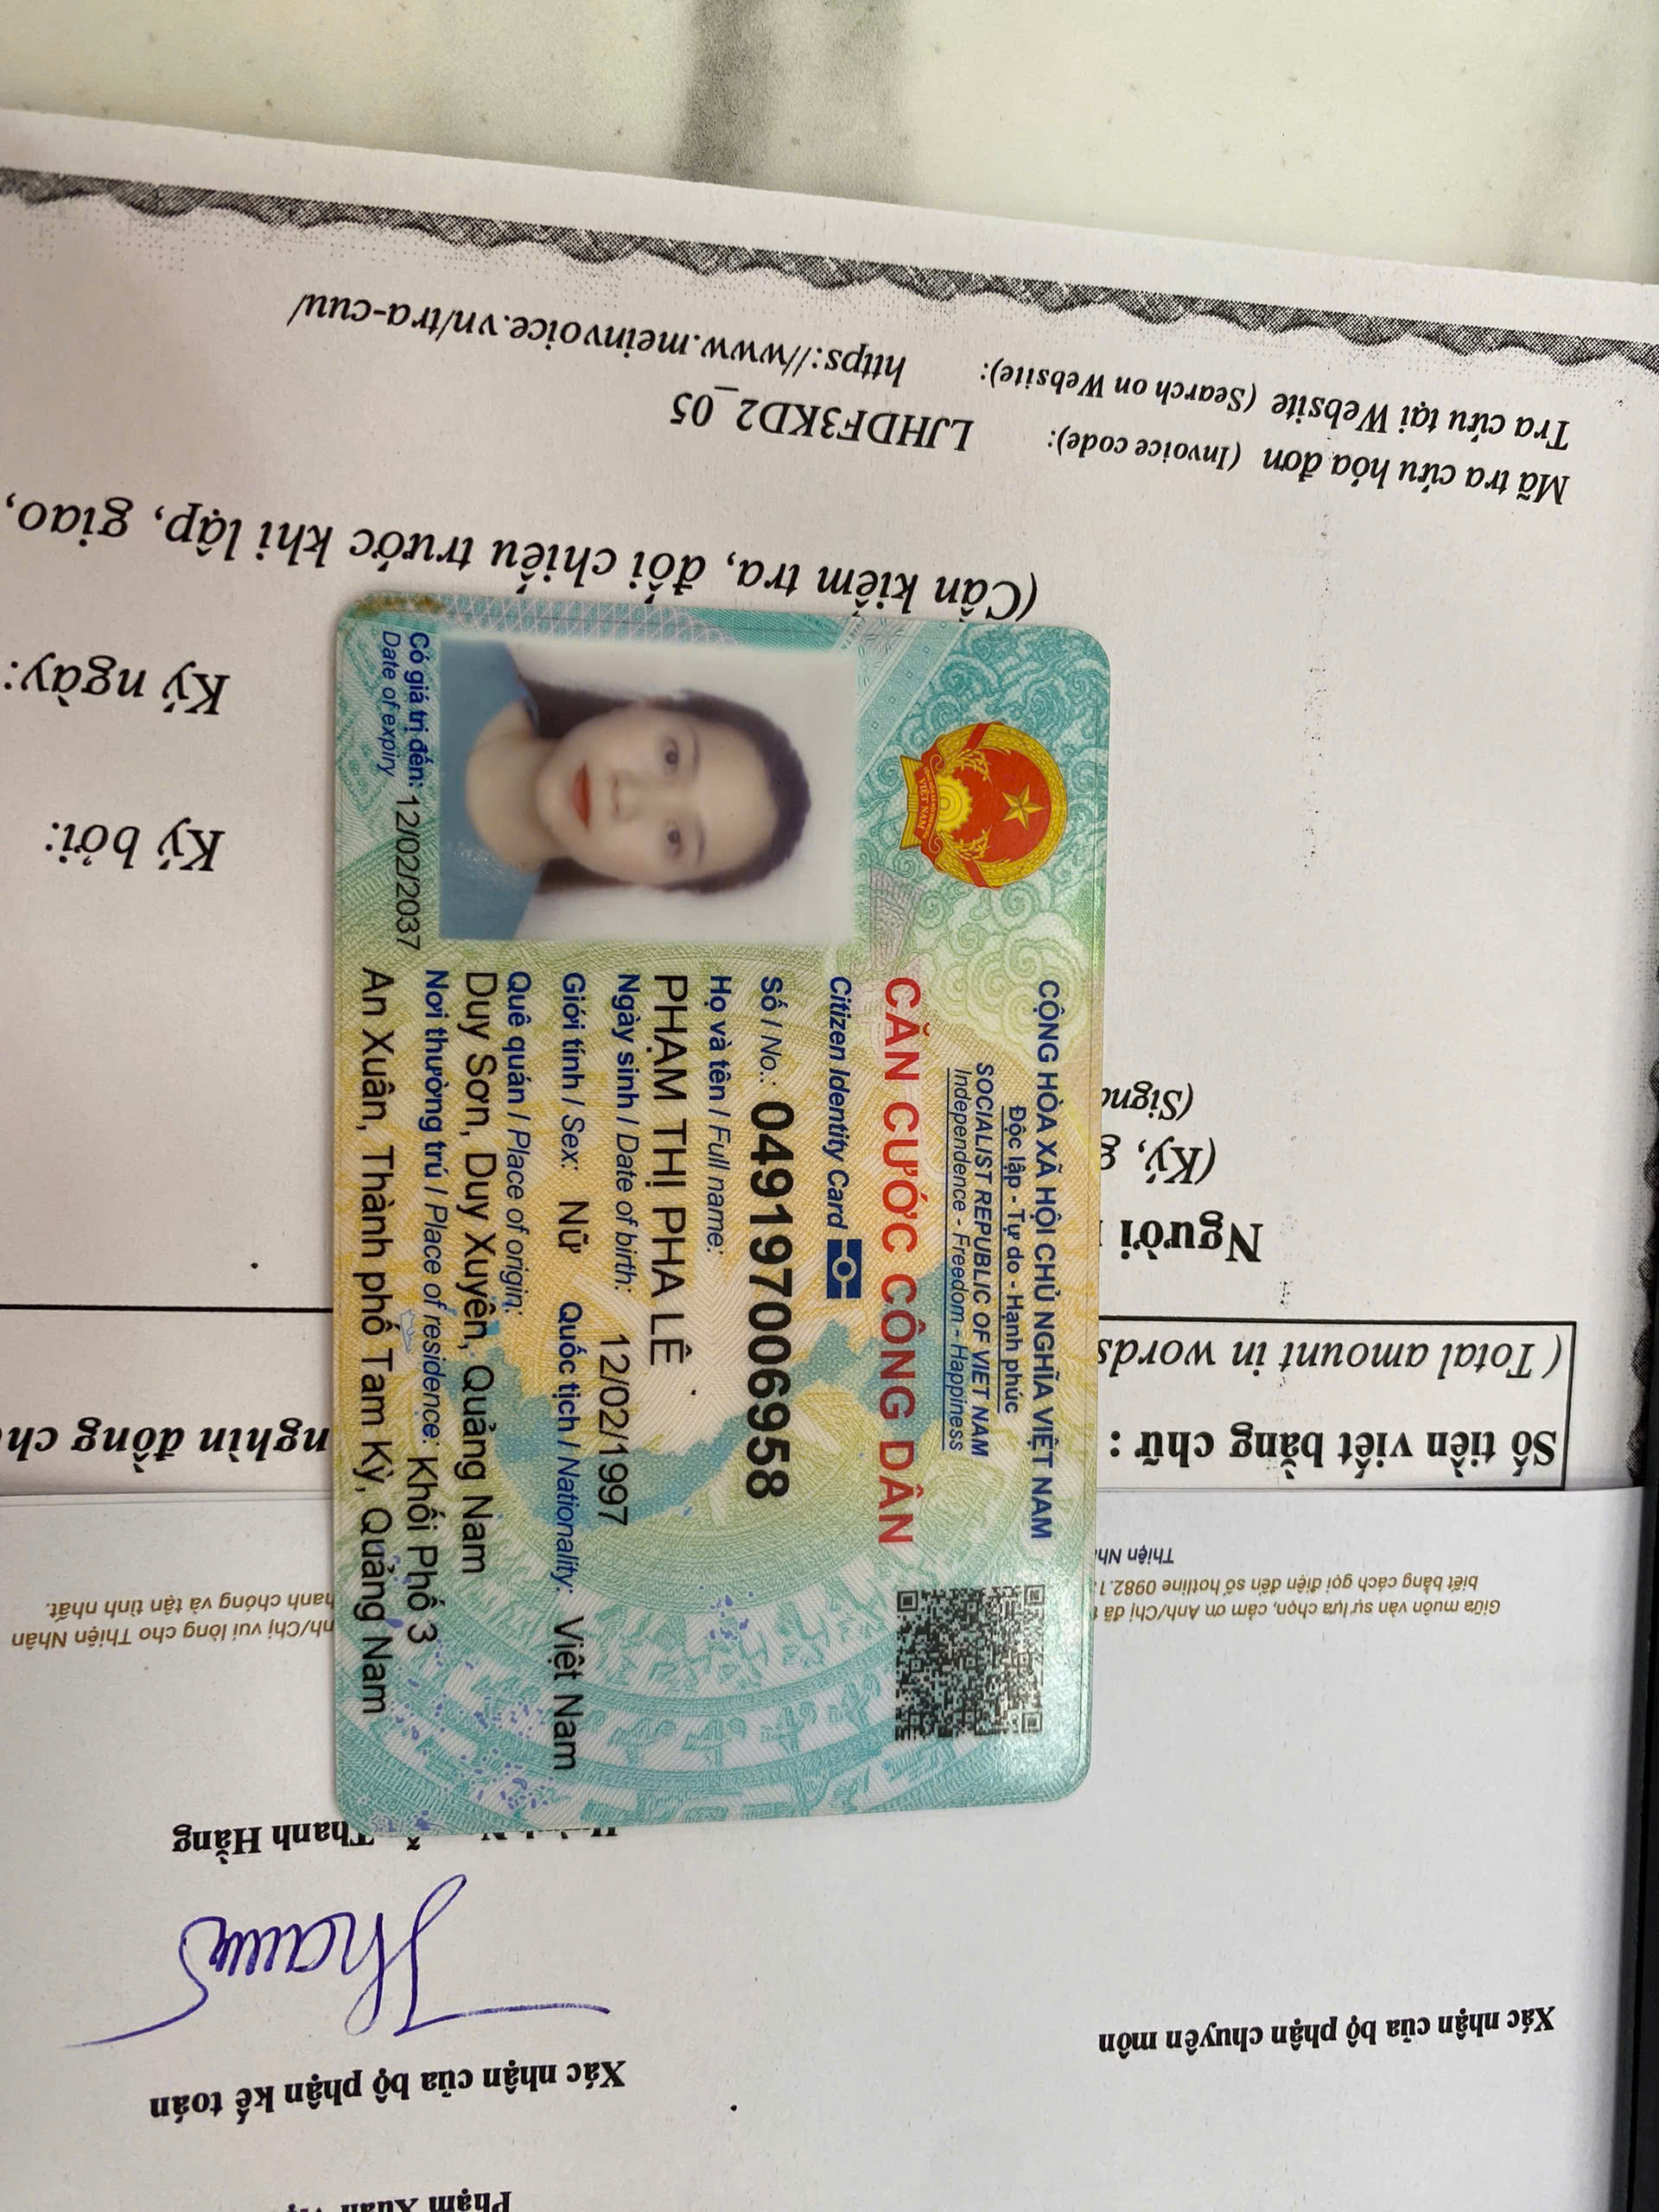 CỘNG HÒA XÃ HỘI CHỦ NGHĨA VIỆT NAM
Độc lập - Tự do - Hạnh phúc
SOCIALIST REPUBLIC OF VIET NAM
Independence - Freedom - Happiness
CĂN CƯỚC CÔNG DÂN
Citizen Identity Card
Số / No.: 049197006958
Họ và tên / Full name:
PHẠM THỊ PHA LÊ
Ngày sinh / Date of birth: 12/02/1997
Giới tính / Sex: Nữ Quốc tịch / Nationality: Việt Nam
Quê quán / Place of origin:
Duy Sơn, Duy Xuyên, Quảng Nam
Nơi thường trú / Place of residence: Khối Phố 3
An Xuân, Thành phố Tam Kỳ, Quảng Nam
Có giá trị đến: 12/02/2037
Date of expiry
VIỆT NAM
Phạm Xuân
Xác nhận của bộ phận chuyên môn
Xác nhận của bộ phận kế toán
Thanh Hằng
Giữa muôn vàn sự lựa chọn, cảm ơn Anh/Chị đã
nh/Chị vui lòng cho Thiện Nhân
biết bằng cách gọi điện đến số hotline 0982.1
hanh chóng và tận tình nhất.
Thiện Nh
Số tiền viết bằng chữ :
nghìn đồng ch
(Total amount in words
Người
(Ký, g
(Signa
Ký bởi:
Ký ngày:
(Cần kiểm tra, đối chiếu trước khi lập, giao,
Mã tra cứu hóa đơn (Invoice code): LJHDF3KD2_05
Tra cứu tại Website (Search on Website): https://www.meinvoice.vn/tra-cuu/